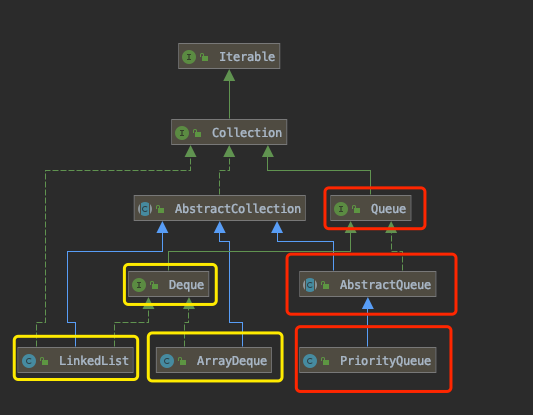 I Iterable
I Collection
C AbstractCollection
I Queue
I Deque
C AbstractQueue
C LinkedList
C ArrayDeque
C PriorityQueue